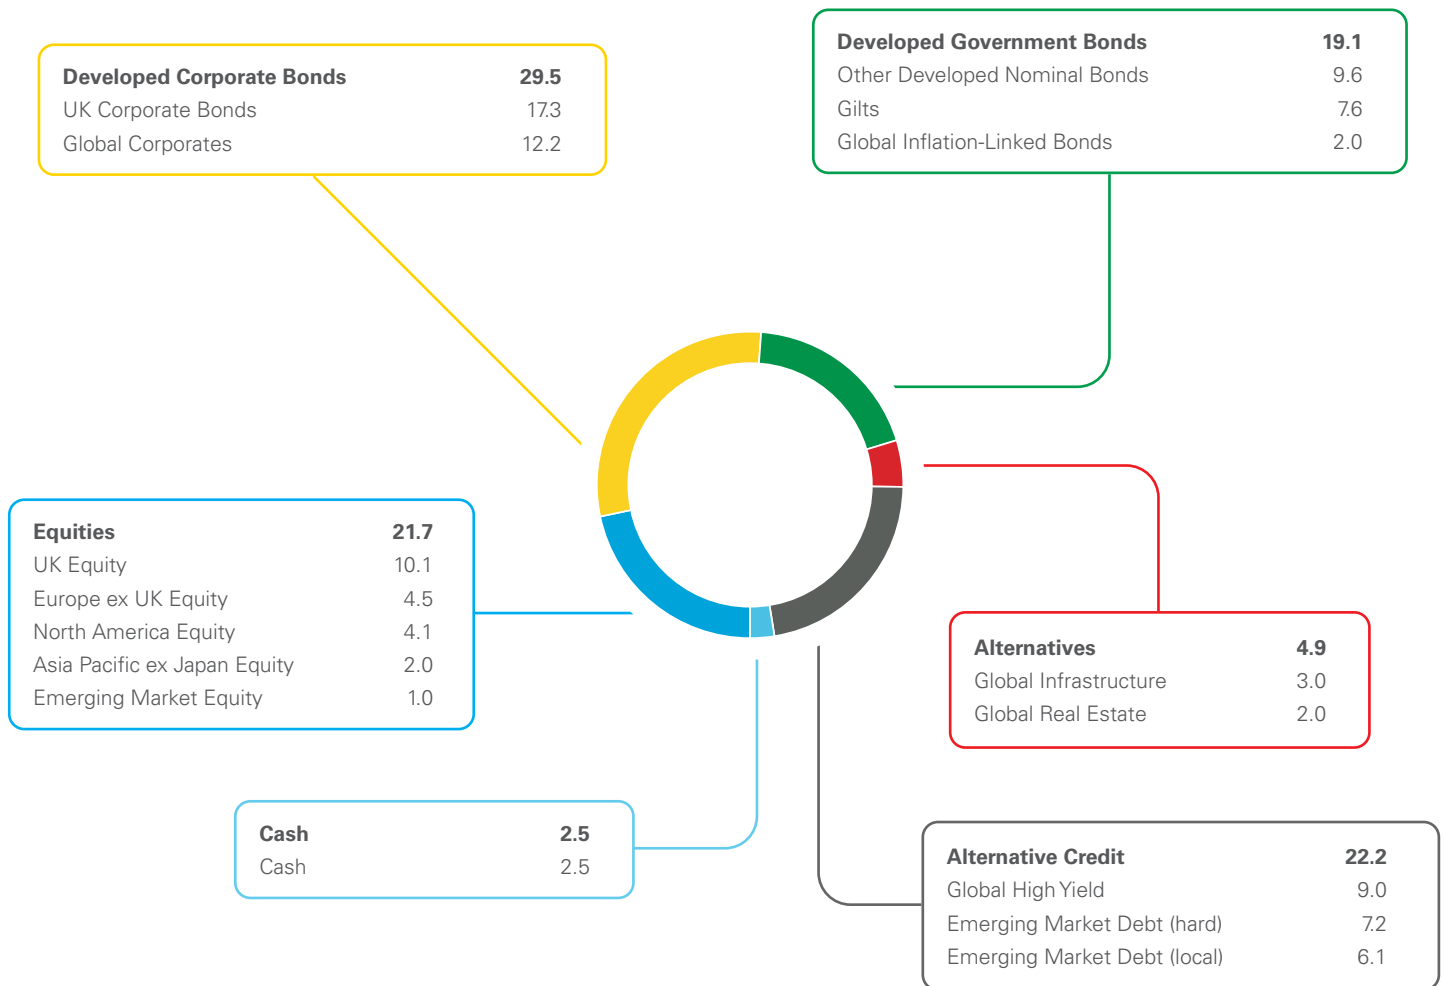 Developed Corporate Bonds 29.5
UK Corporate Bonds 17.3
Global Corporates 12.2
Developed Government Bonds 19.1
Other Developed Nominal Bonds 9.6
Gilts 7.6
Global Inflation-Linked Bonds 2.0
Equities 21.7
UK Equity 10.1
Europe ex UK Equity 4.5
North America Equity 4.1
Asia Pacific ex Japan Equity 2.0
Emerging Market Equity 1.0
Alternatives 4.9
Global Infrastructure 3.0
Global Real Estate 2.0
Cash 2.5
Cash 2.5
Alternative Credit 22.2
Global High Yield 9.0
Emerging Market Debt (hard) 7.2
Emerging Market Debt (local) 6.1